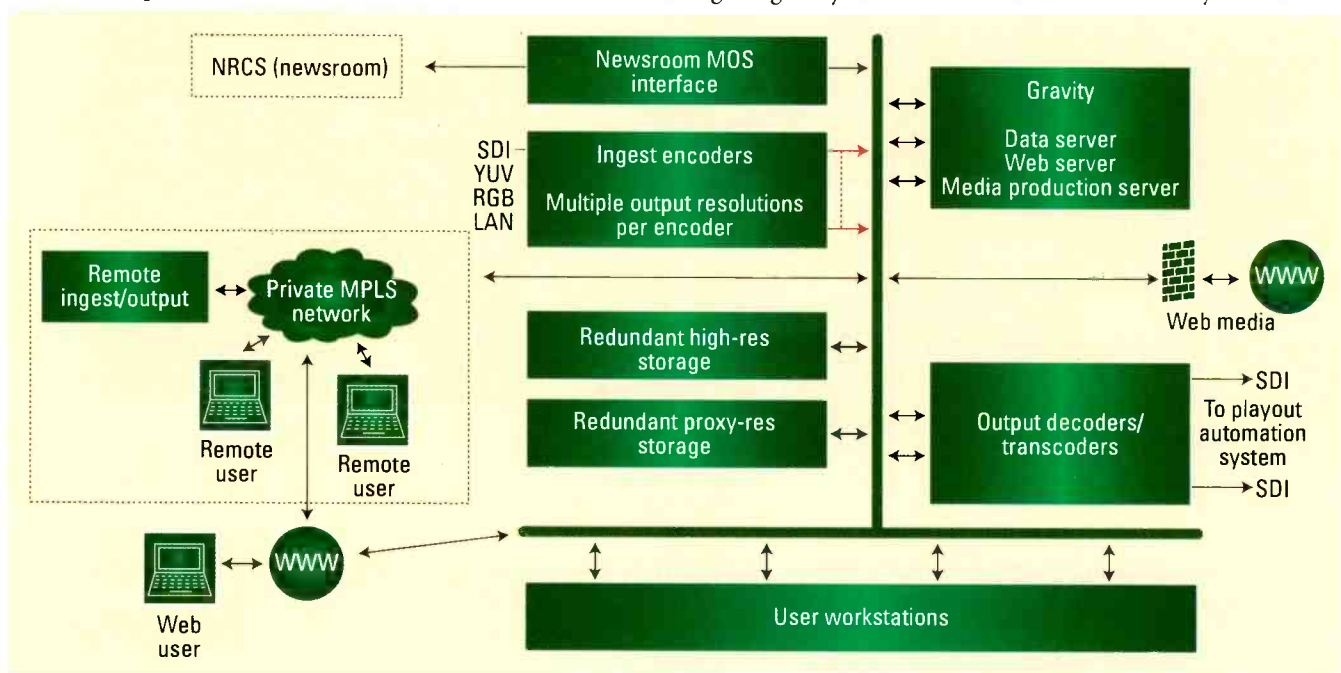 NRCS (newsroom)
Newsroom MOS
interface
Gravity
Data server
Web server
Media production server
SDI
YUV
RGB
LAN
Ingest encoders
Multiple output resolutions
per encoder
Remote
ingest/output
Private MPLS
network
Remote
user
Remote
user
Redundant high-res
storage
Redundant proxy-res
storage
WWW
Web media
Output decoders/
transcoders
SDI
To playout
automation
system
SDI
Web
user
WWW
User workstations